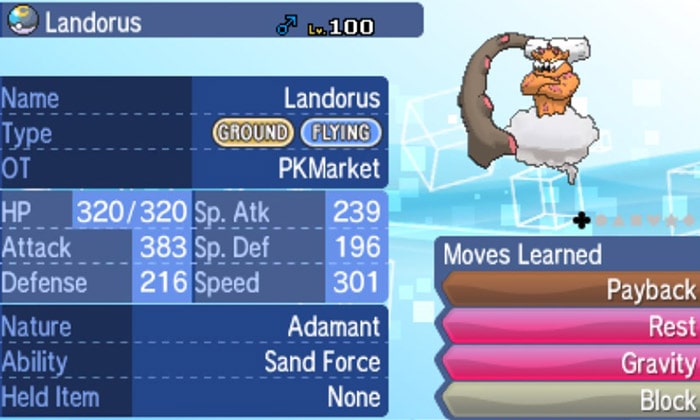 Landorus ♂ Lv.100
Name Landorus
Type GROUND FLYING
OT PKMarket
HP 320/320 Sp. Atk 239
Attack 383 Sp. Def 196
Defense 216 Speed 301
Nature Adamant
Ability Sand Force
Held Item None
Moves Learned
Payback
Rest
Gravity
Block